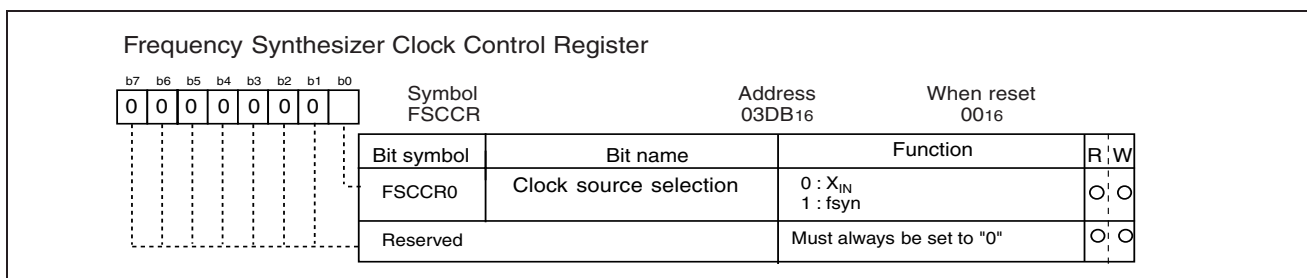 Frequency Synthesizer Clock Control Register
b7 b6 b5 b4 b3 b2 b1 b0
0 0 0 0 0 0 0
Symbol Address When reset
FSCCR 03DB16 0016
Bit symbol Bit name Function R W
FSCCR0 Clock source selection 0 : XIN
1 : fsyn
Reserved Must always be set to "0"